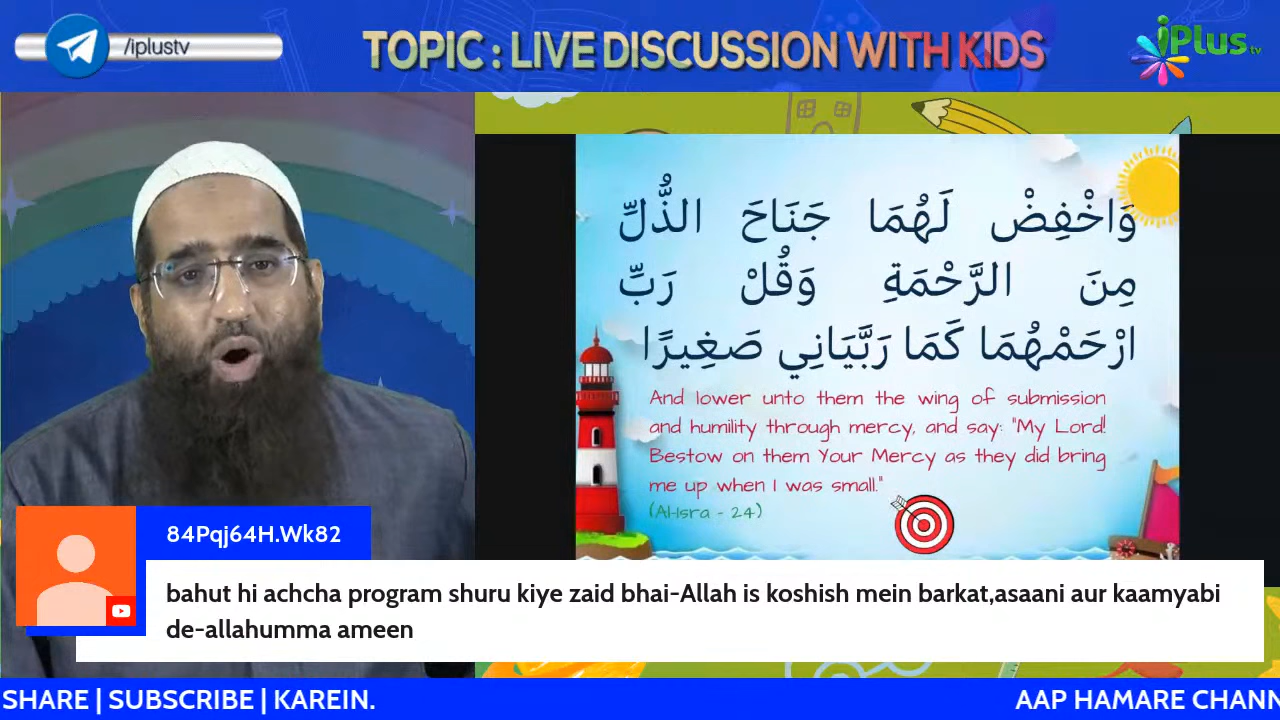 /iplustv
TOPIC : LIVE DISCUSSION WITH KIDS
iPlus tv
وَاخْفِضْ لَهُمَا جَنَاحَ الذُّلِّ
مِنَ الرَّحْمَةِ وَقُلْ رَبِّ
ارْحَمْهُمَا كَمَا رَبَّيَانِي صَغِيرًا
And lower unto them the wing of submission
and humility through mercy, and say: "My Lord!
Bestow on them Your Mercy as they did bring
me up when I was small."
(Al-Isra - 24)
84Pqj64H.Wk82
bahut hi achcha program shuru kiye zaid bhai-Allah is koshish mein barkat,asaani aur kaamyabi
de-allahumma ameen
SHARE | SUBSCRIBE | KAREIN. AAP HAMARE CHANN